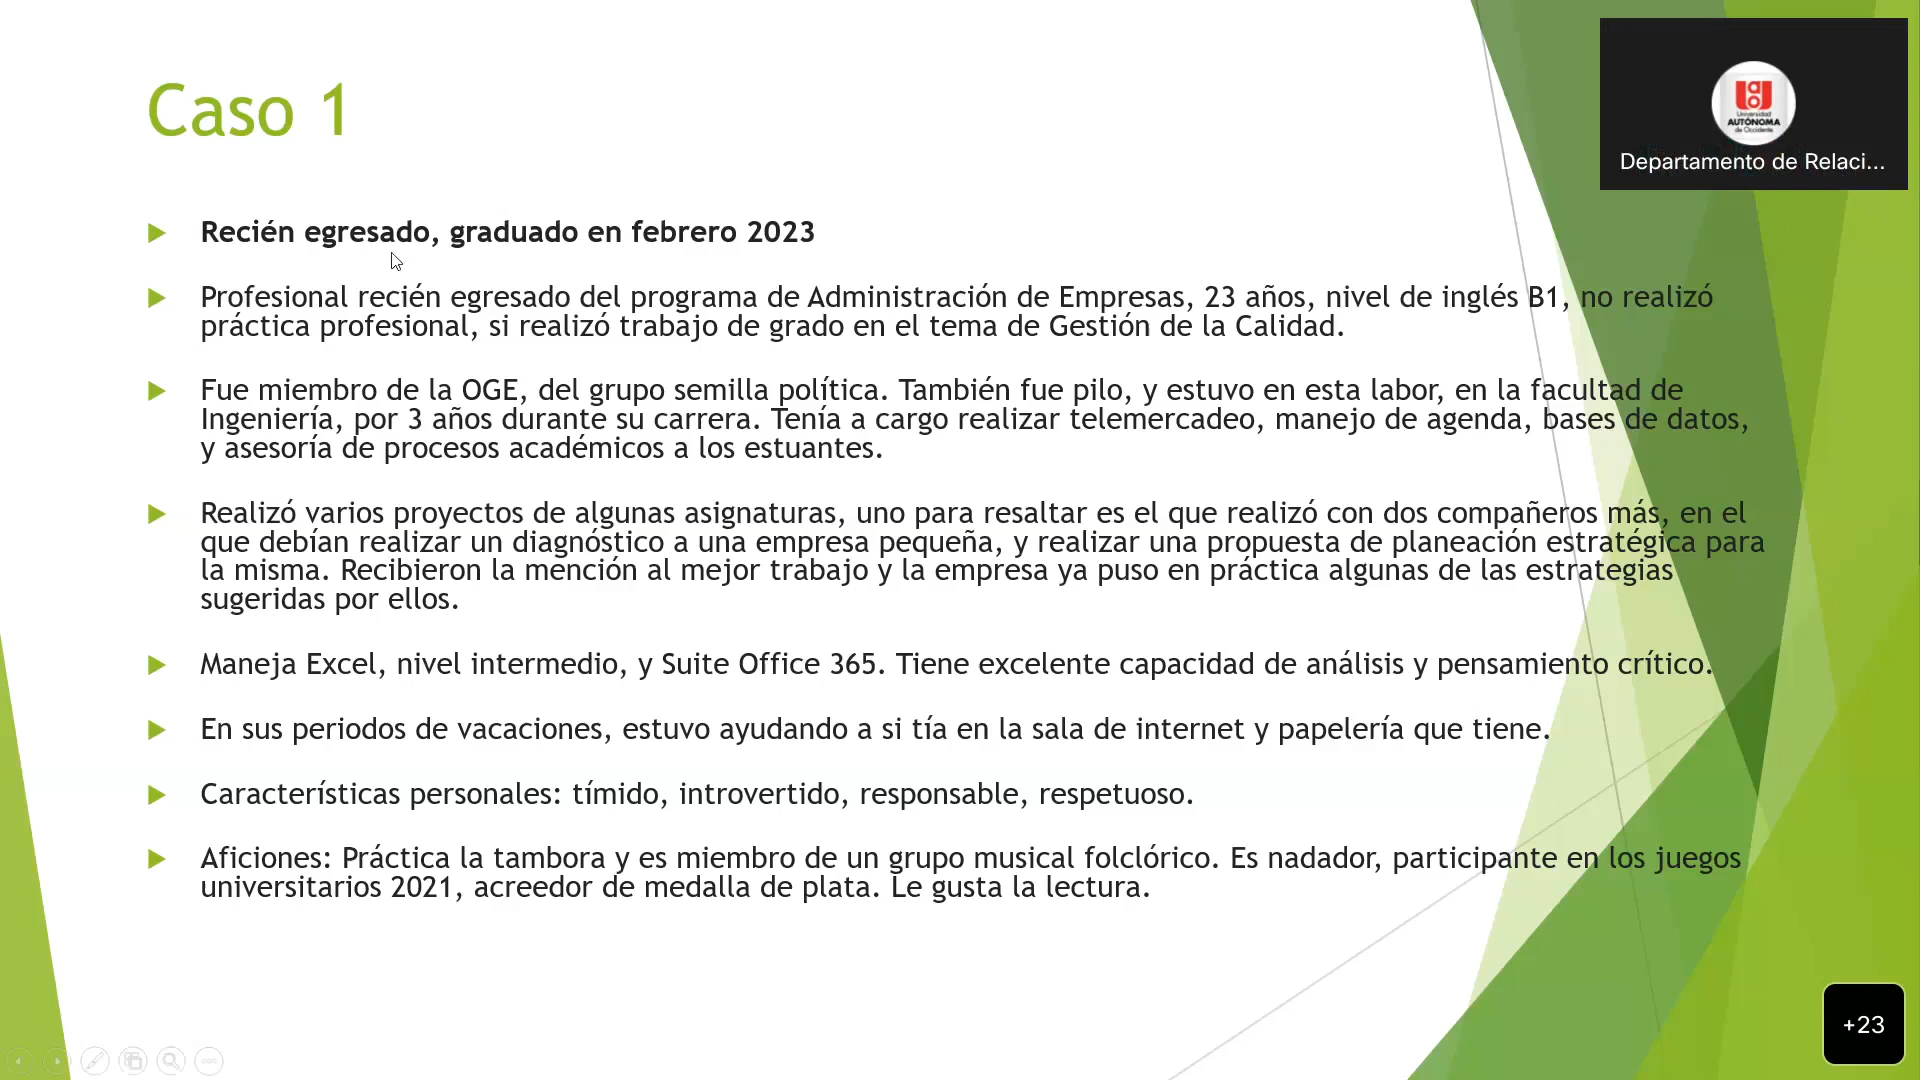 Caso 1
Recién egresado, graduado en febrero 2023
Profesional recién egresado del programa de Administración de Empresas, 23 años, nivel de inglés B1, no realizó
práctica profesional, si realizó trabajo de grado en el tema de Gestión de la Calidad.
Fue miembro de la OGE, del grupo semilla política. También fue pilo, y estuvo en esta labor, en la facultad de
Ingeniería, por 3 años durante su carrera. Tenía a cargo realizar telemercadeo, manejo de agenda, bases de datos,
y asesoría de procesos académicos a los estuantes.
Realizó varios proyectos de algunas asignaturas, uno para resaltar es el que realizó con dos compañeros más, en el
que debían realizar un diagnóstico a una empresa pequeña, y realizar una propuesta de planeación estratégica para
la misma. Recibieron la mención al mejor trabajo y la empresa ya puso en práctica algunas de las estrategias
sugeridas por ellos.
Maneja Excel, nivel intermedio, y Suite Office 365. Tiene excelente capacidad de análisis y pensamiento crítico.
En sus periodos de vacaciones, estuvo ayudando a si tía en la sala de internet y papelería que tiene.
Características personales: tímido, introvertido, responsable, respetuoso.
Aficiones: Práctica la tambora y es miembro de un grupo musical folclórico. Es nadador, participante en los juegos
universitarios 2021, acreedor de medalla de plata. Le gusta la lectura.
Universidad
AUTÓNOMA
de Occidente
Departamento de Relaci...
+23